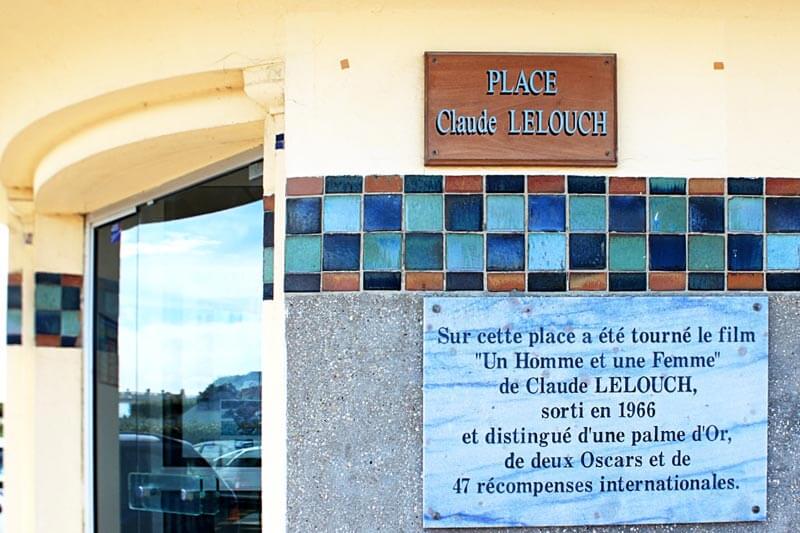 PLACE
Claude LELOUCH
Sur cette place a été tourné le film
"Un Homme et une Femme"
de Claude LELOUCH,
sorti en 1966
et distingué d'une palme d'Or,
de deux Oscars et de
47 récompenses internationales.